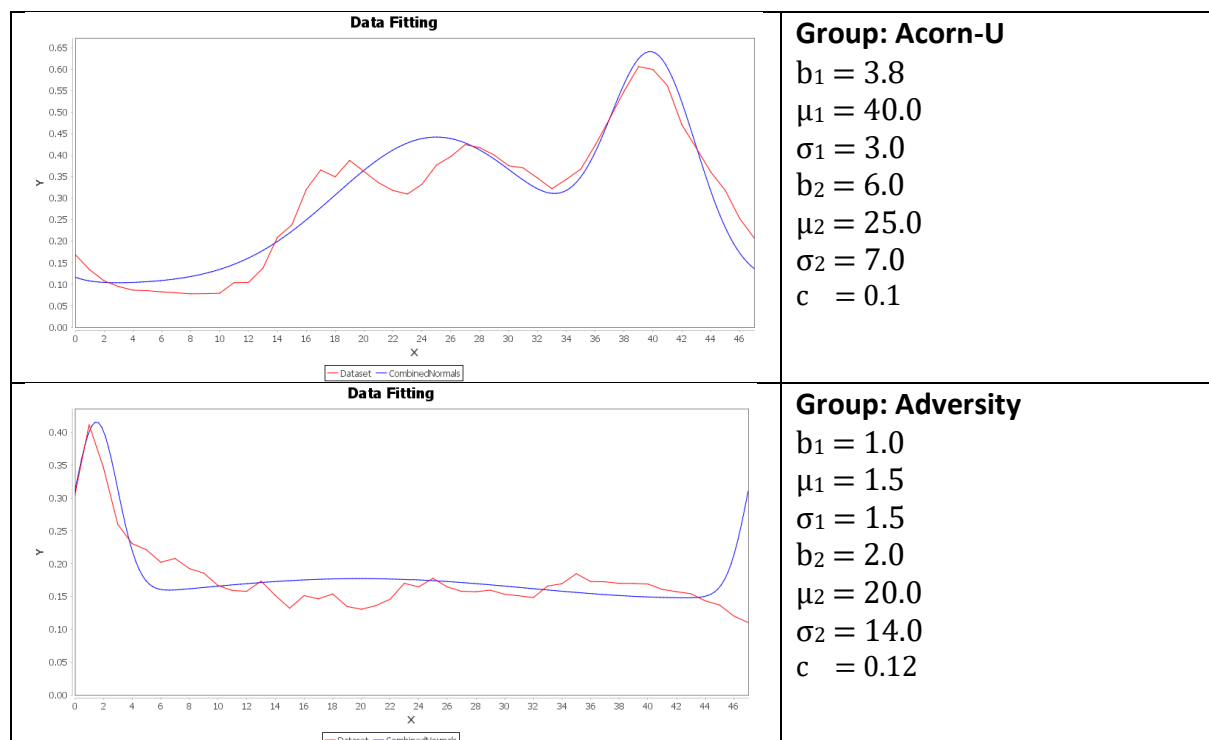 Data Fitting
0.65
0.60
0.55
0.50
0.45
0.40
0.35
0.30
0.25
0.20
0.15
0.10
0.05
0.00
Y
0 2 4 6 8 10 12 14 16 18 20 22 24 26 28 30 32 34 36 38 40 42 44 46
X
Dataset CombinedNormals
Group: Acorn-U
b1 = 3.8
μ1 = 40.0
σ1 = 3.0
b2 = 6.0
μ2 = 25.0
σ2 = 7.0
c = 0.1
Data Fitting
0.40
0.35
0.30
0.25
0.20
0.15
0.10
0.05
0.00
Y
0 2 4 6 8 10 12 14 16 18 20 22 24 26 28 30 32 34 36 38 40 42 44 46
X
Dataset CombinedNormals
Group: Adversity
b1 = 1.0
μ1 = 1.5
σ1 = 1.5
b2 = 2.0
μ2 = 20.0
σ2 = 14.0
c = 0.12